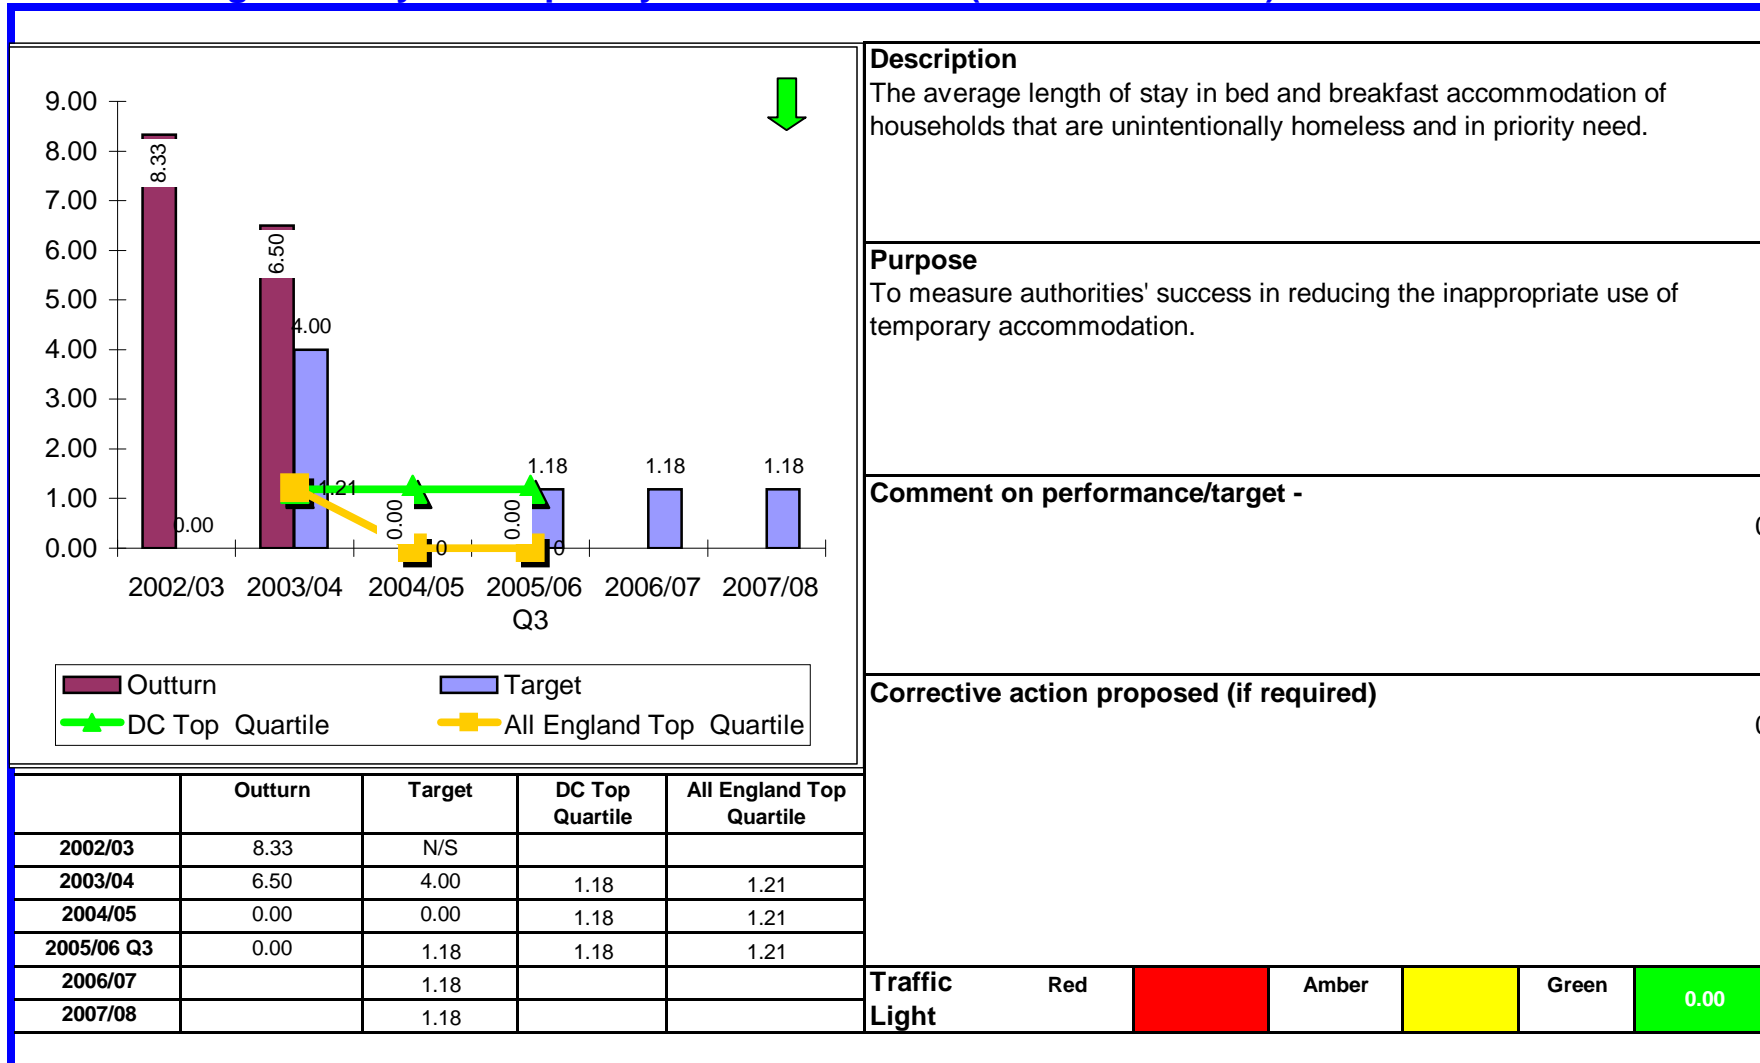 9.00
8.00
7.00
6.00
5.00
4.00
3.00
2.00
1.00
0.00
8.33
0.00
6.50
4.00
1.21
0.00
0
0.00
0
1.18
1.18
1.18
2002/03 2003/04 2004/05 2005/06 2006/07 2007/08
Q3
Outturn Target
DC Top Quartile All England Top Quartile
Outturn Target DC Top Quartile All England Top Quartile
2002/03 8.33 N/S
2003/04 6.50 4.00 1.18 1.21
2004/05 0.00 0.00 1.18 1.21
2005/06 Q3 0.00 1.18 1.18 1.21
2006/07 1.18
2007/08 1.18
Description
The average length of stay in bed and breakfast accommodation of
households that are unintentionally homeless and in priority need.
Purpose
To measure authorities' success in reducing the inappropriate use of
temporary accommodation.
Comment on performance/target -
Corrective action proposed (if required)
Traffic Light Red Amber Green 0.00